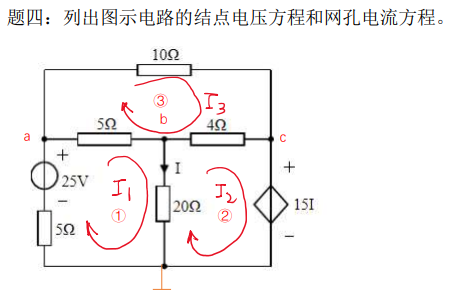 题四：列出图示电路的结点电压方程和网孔电流方程。
10Ω
③ I3
5Ω b 4Ω
a c
+ I +
25V I1 I2
− ① 20Ω ② 15I
5Ω −